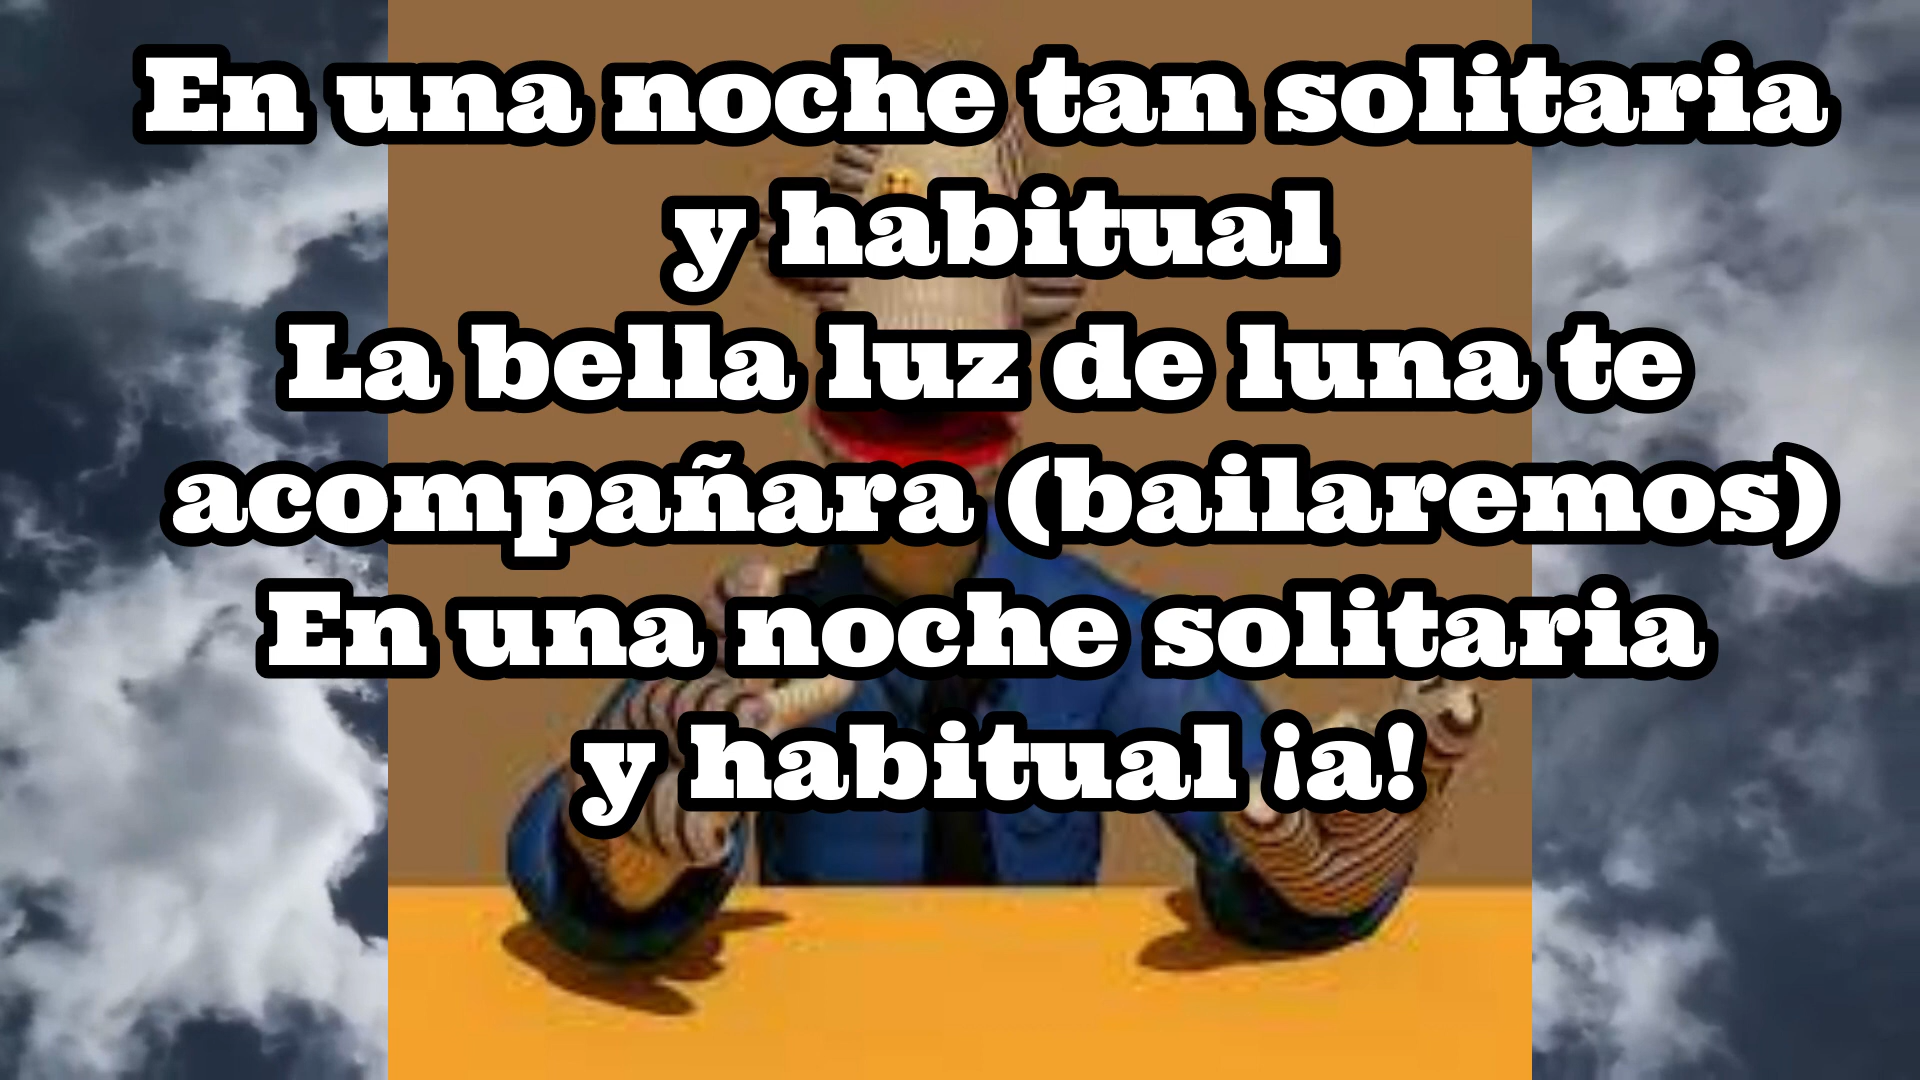 En una noche tan solitaria
y habitual
La bella luz de luna te
acompañara (bailaremos)
En una noche solitaria
y habitual ¡a!